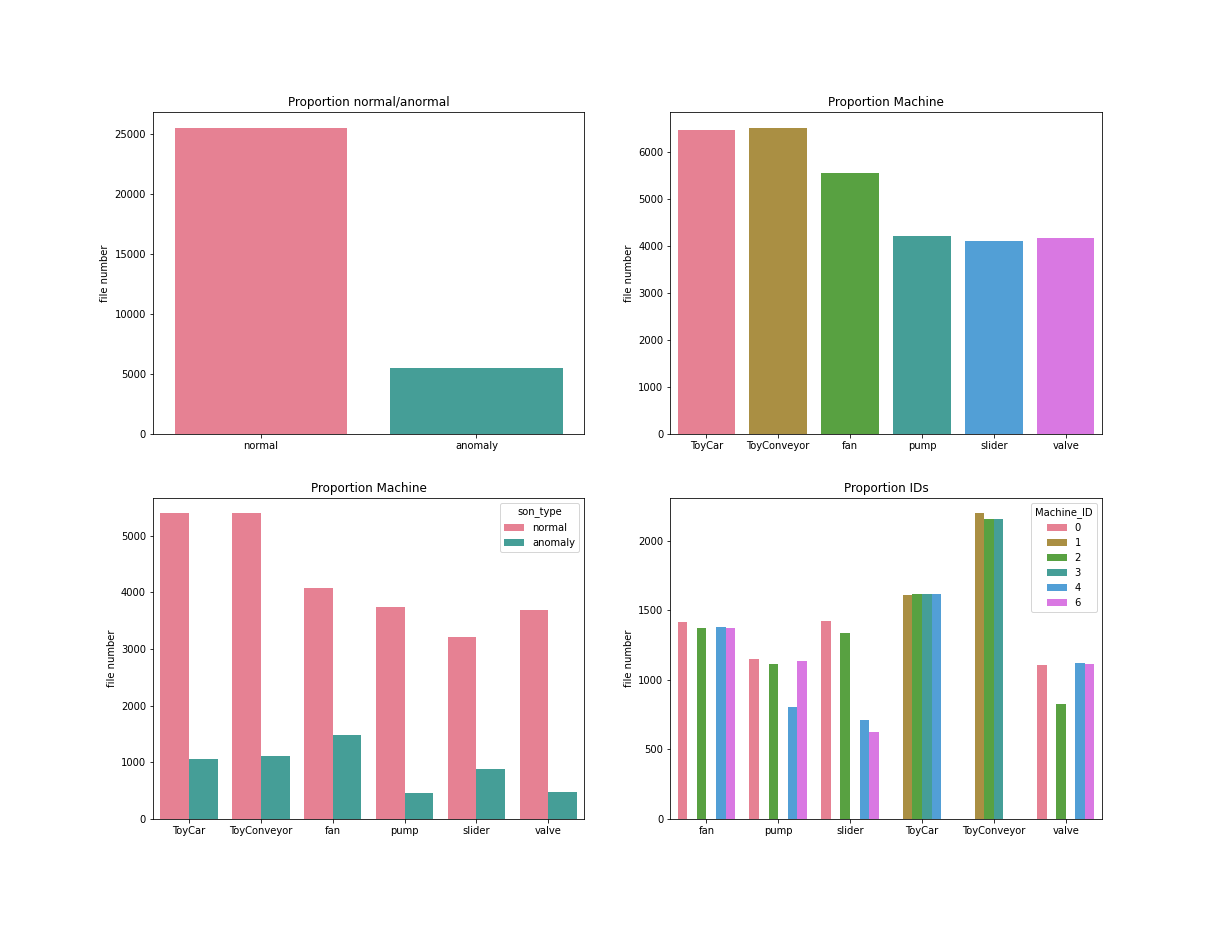 Proportion normal/anormal
file number
25000
20000
15000
10000
5000
0
normal anomaly
Proportion Machine
file number
6000
5000
4000
3000
2000
1000
0
ToyCar ToyConveyor fan pump slider valve
Proportion Machine
file number
5000
4000
3000
2000
1000
0
ToyCar ToyConveyor fan pump slider valve
son_type
normal
anomaly
Proportion IDs
file number
2000
1500
1000
500
0
fan pump slider ToyCar ToyConveyor valve
Machine_ID
0
1
2
3
4
6